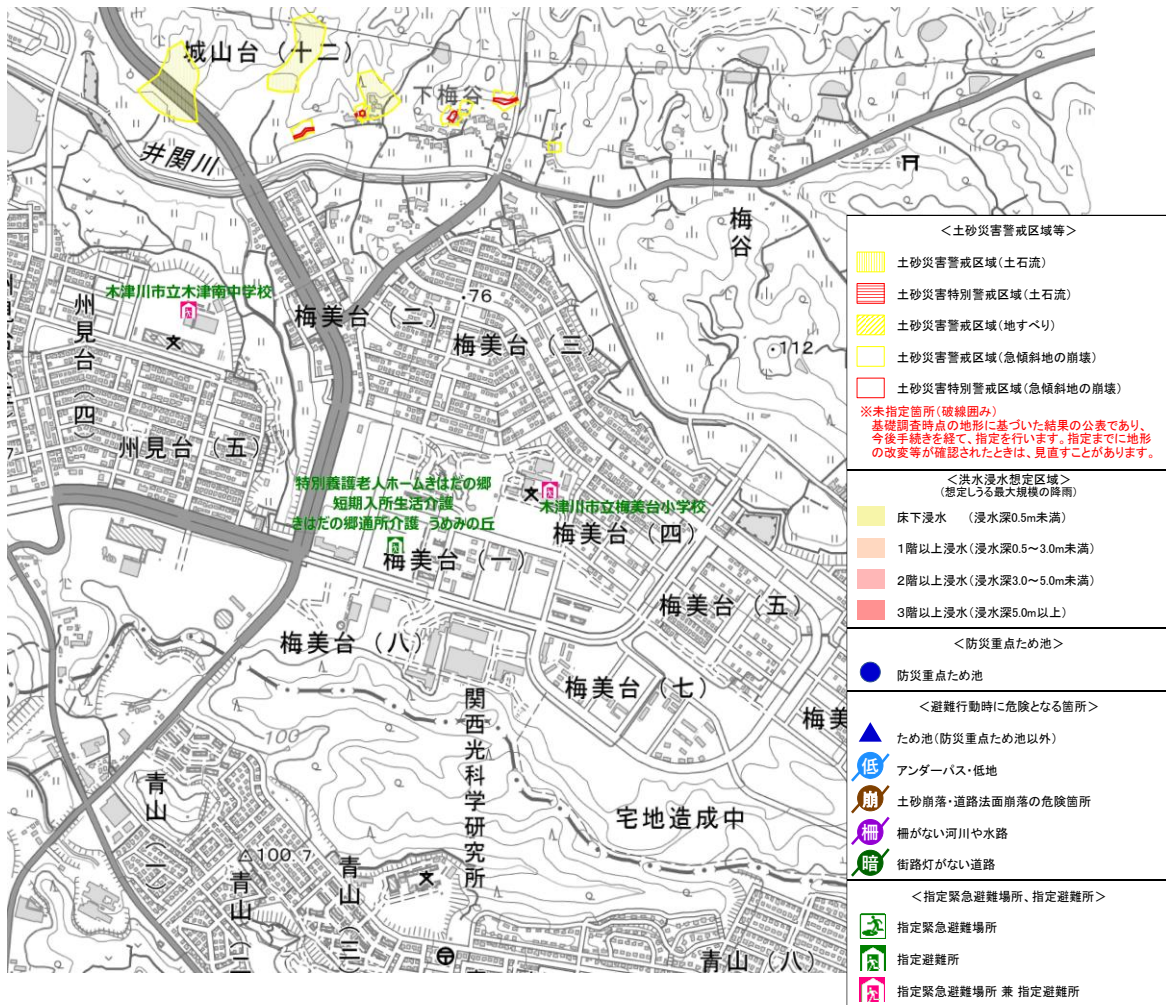 城山台（十二）
下梅谷
井関川
梅谷
木津川市立木津南中学校
76
梅美台（二）
梅美台（三）
112
州見台（四）
州見台（五）
特別養護老人ホームきはだの郷
短期入所生活介護
きはだの郷通所介護　うめみの丘
木津川市立梅美台小学校
梅美台（一）
梅美台（四）
梅美台（五）
梅美台（八）
梅美台（七）
梅美
関西光科学研究所
100
宅地造成中
青山（一）
100 7
青山（二
青山（三）
青山（八）
＜土砂災害警戒区域等＞
土砂災害警戒区域（土石流）
土砂災害特別警戒区域（土石流）
土砂災害警戒区域（地すべり）
土砂災害警戒区域（急傾斜地の崩壊）
土砂災害特別警戒区域（急傾斜地の崩壊）
※未指定箇所（破線囲み）
基礎調査時点の地形に基づいた結果の公表であり、
今後手続きを経て、指定を行います。指定までに地形
の改変等が確認されたときは、見直すことがあります。
＜洪水浸水想定区域＞
（想定しうる最大規模の降雨）
床下浸水　（浸水深0.5m未満）
１階以上浸水（浸水深0.5～3.0m未満）
２階以上浸水（浸水深3.0～5.0m未満）
３階以上浸水（浸水深5.0m以上）
＜防災重点ため池＞
防災重点ため池
＜避難行動時に危険となる箇所＞
ため池（防災重点ため池以外）
低 アンダーパス・低地
崩 土砂崩落・道路法面崩落の危険箇所
柵 柵がない河川や水路
暗 街路灯がない道路
＜指定緊急避難場所、指定避難所＞
指定緊急避難場所
指定避難所
指定緊急避難場所 兼 指定避難所